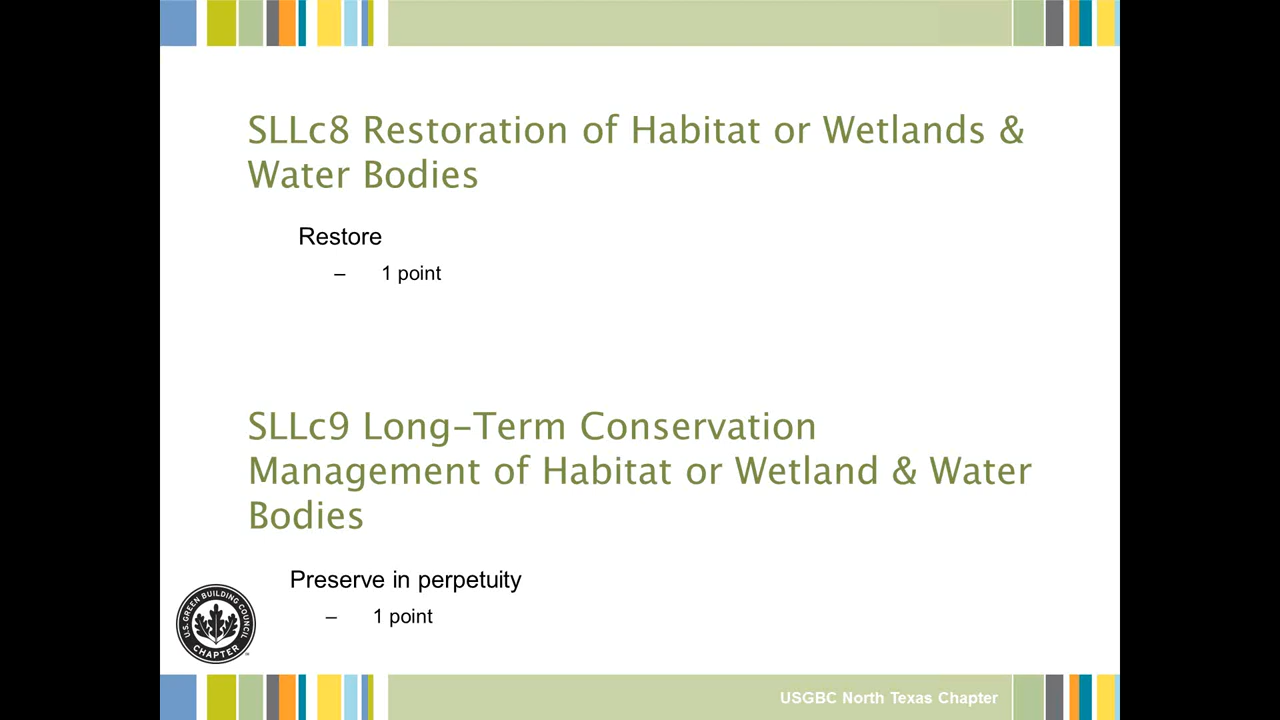 SLLc8 Restoration of Habitat or Wetlands &
Water Bodies
Restore
– 1 point
SLLc9 Long-Term Conservation
Management of Habitat or Wetland & Water
Bodies
Preserve in perpetuity
– 1 point
U.S. GREEN BUILDING COUNCIL
CHAPTER
USGBC North Texas Chapter